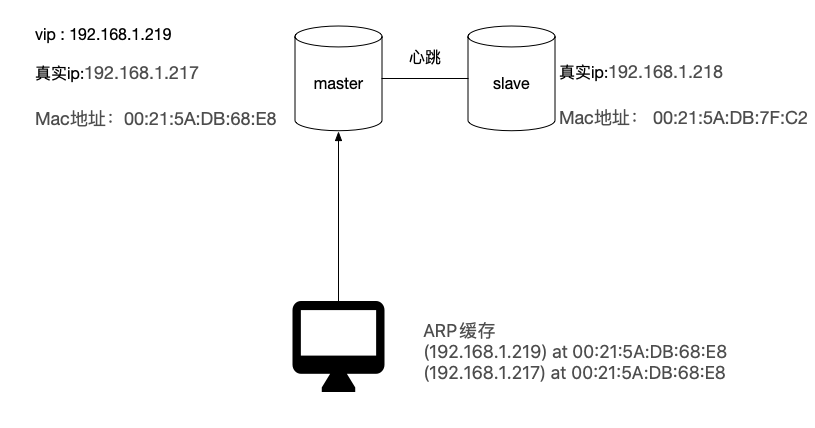 vip : 192.168.1.219
真实ip:192.168.1.217
Mac地址： 00:21:5A:DB:68:E8
master
心跳
slave
真实ip:192.168.1.218
Mac地址： 00:21:5A:DB:7F:C2
ARP缓存
(192.168.1.219) at 00:21:5A:DB:68:E8
(192.168.1.217) at 00:21:5A:DB:68:E8